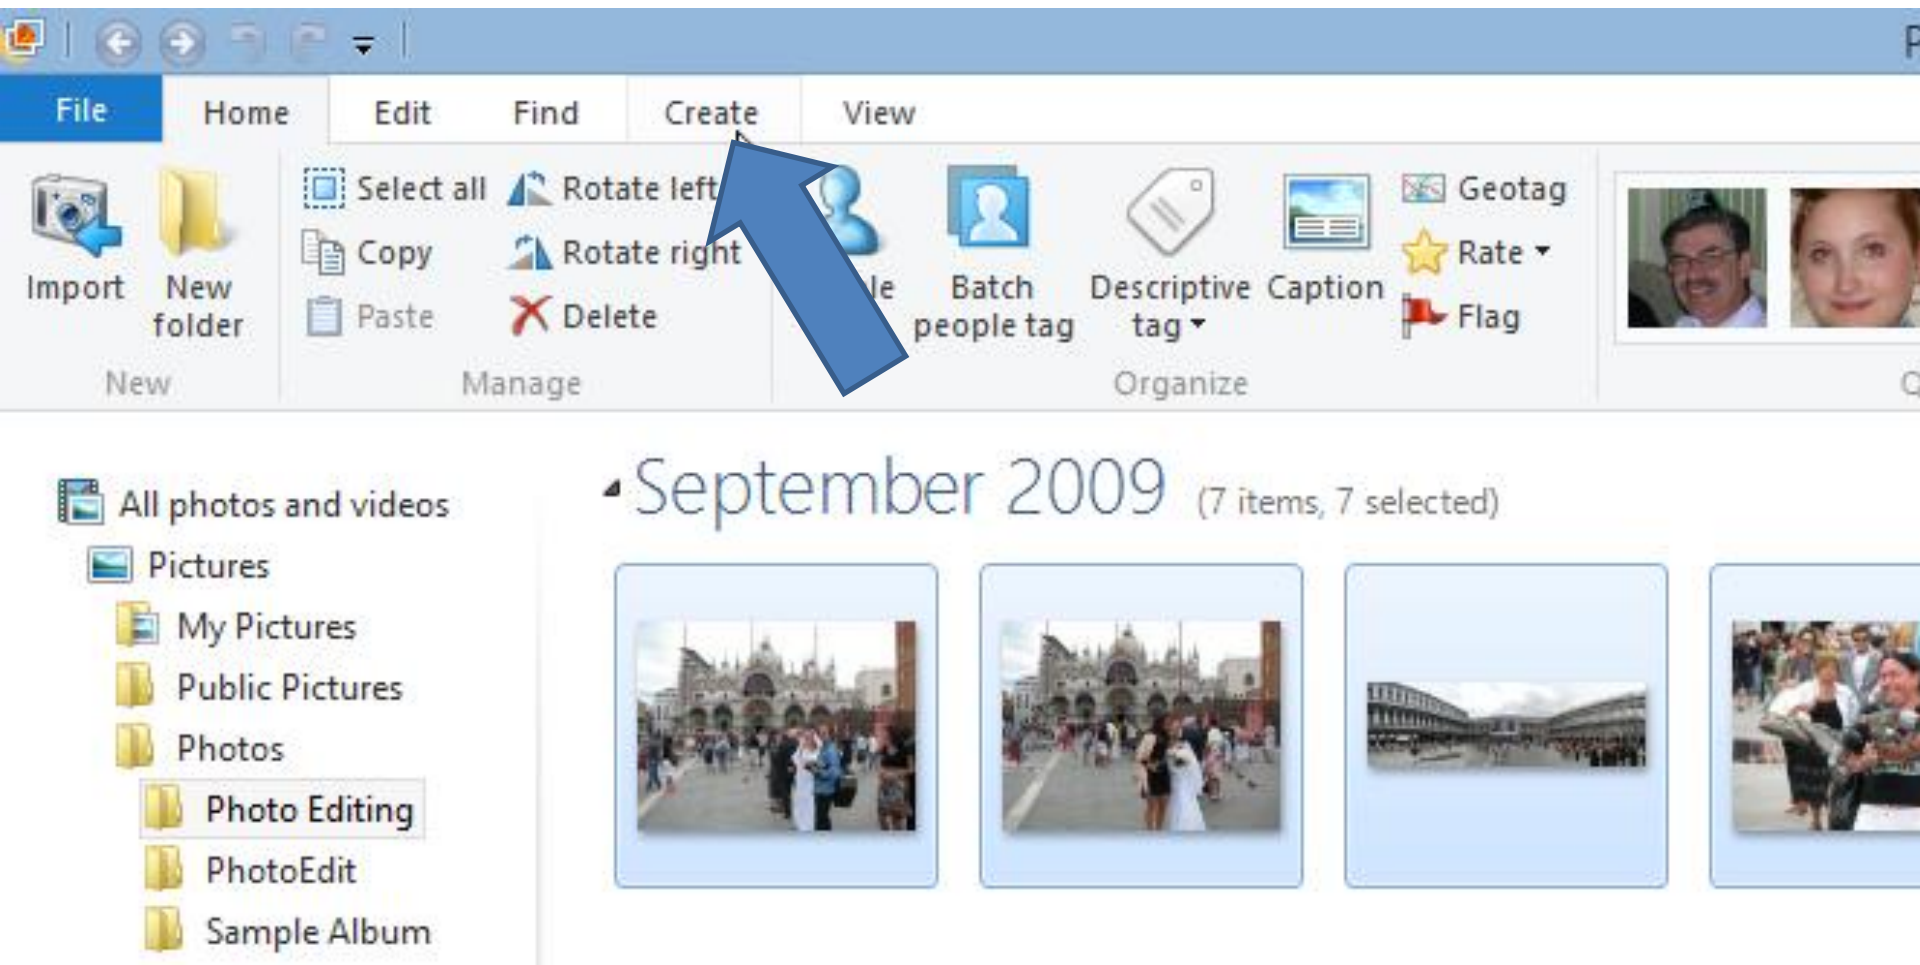 P
File Home Edit Find Create View
Select all Rotate left Geotag
Copy Rotate right Rate
Import New folder Paste Delete Batch people tag Descriptive tag Caption Flag
New Manage Organize
September 2009 (7 items, 7 selected)
All photos and videos
Pictures
My Pictures
Public Pictures
Photos
Photo Editing
PhotoEdit
Sample Album